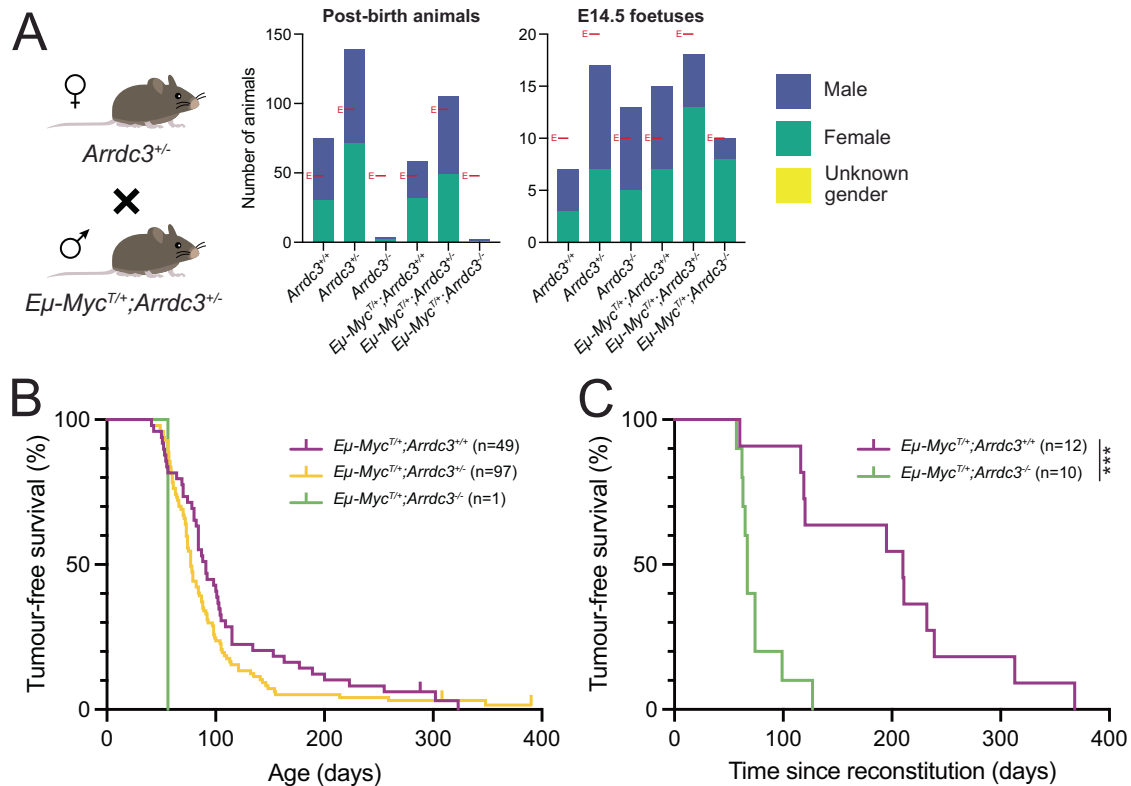 A
♀
Arrdc3+/-
×
♂
Eµ-MycT/+;Arrdc3+/-
Post-birth animals
Number of animals
150
100
50
0
E
E
E
E
E
E
Arrdc3+/+
Arrdc3+/-
Arrdc3-/-
Eµ-MycT/+;Arrdc3+/+
Eµ-MycT/+;Arrdc3+/-
Eµ-MycT/+;Arrdc3-/-
E14.5 foetuses
20
15
10
5
0
E
E
E
E
E
E
Arrdc3+/+
Arrdc3+/-
Arrdc3-/-
Eµ-MycT/+;Arrdc3+/+
Eµ-MycT/+;Arrdc3+/-
Eµ-MycT/+;Arrdc3-/-
Male
Female
Unknown
gender
B
Tumour-free survival (%)
100
50
0
0 100 200 300 400
Age (days)
Eµ-MycT/+;Arrdc3+/+ (n=49)
Eµ-MycT/+;Arrdc3+/- (n=97)
Eµ-MycT/+;Arrdc3-/- (n=1)
C
Tumour-free survival (%)
100
50
0
0 100 200 300 400
Time since reconstitution (days)
Eµ-MycT/+;Arrdc3+/+ (n=12)
Eµ-MycT/+;Arrdc3-/- (n=10)
***